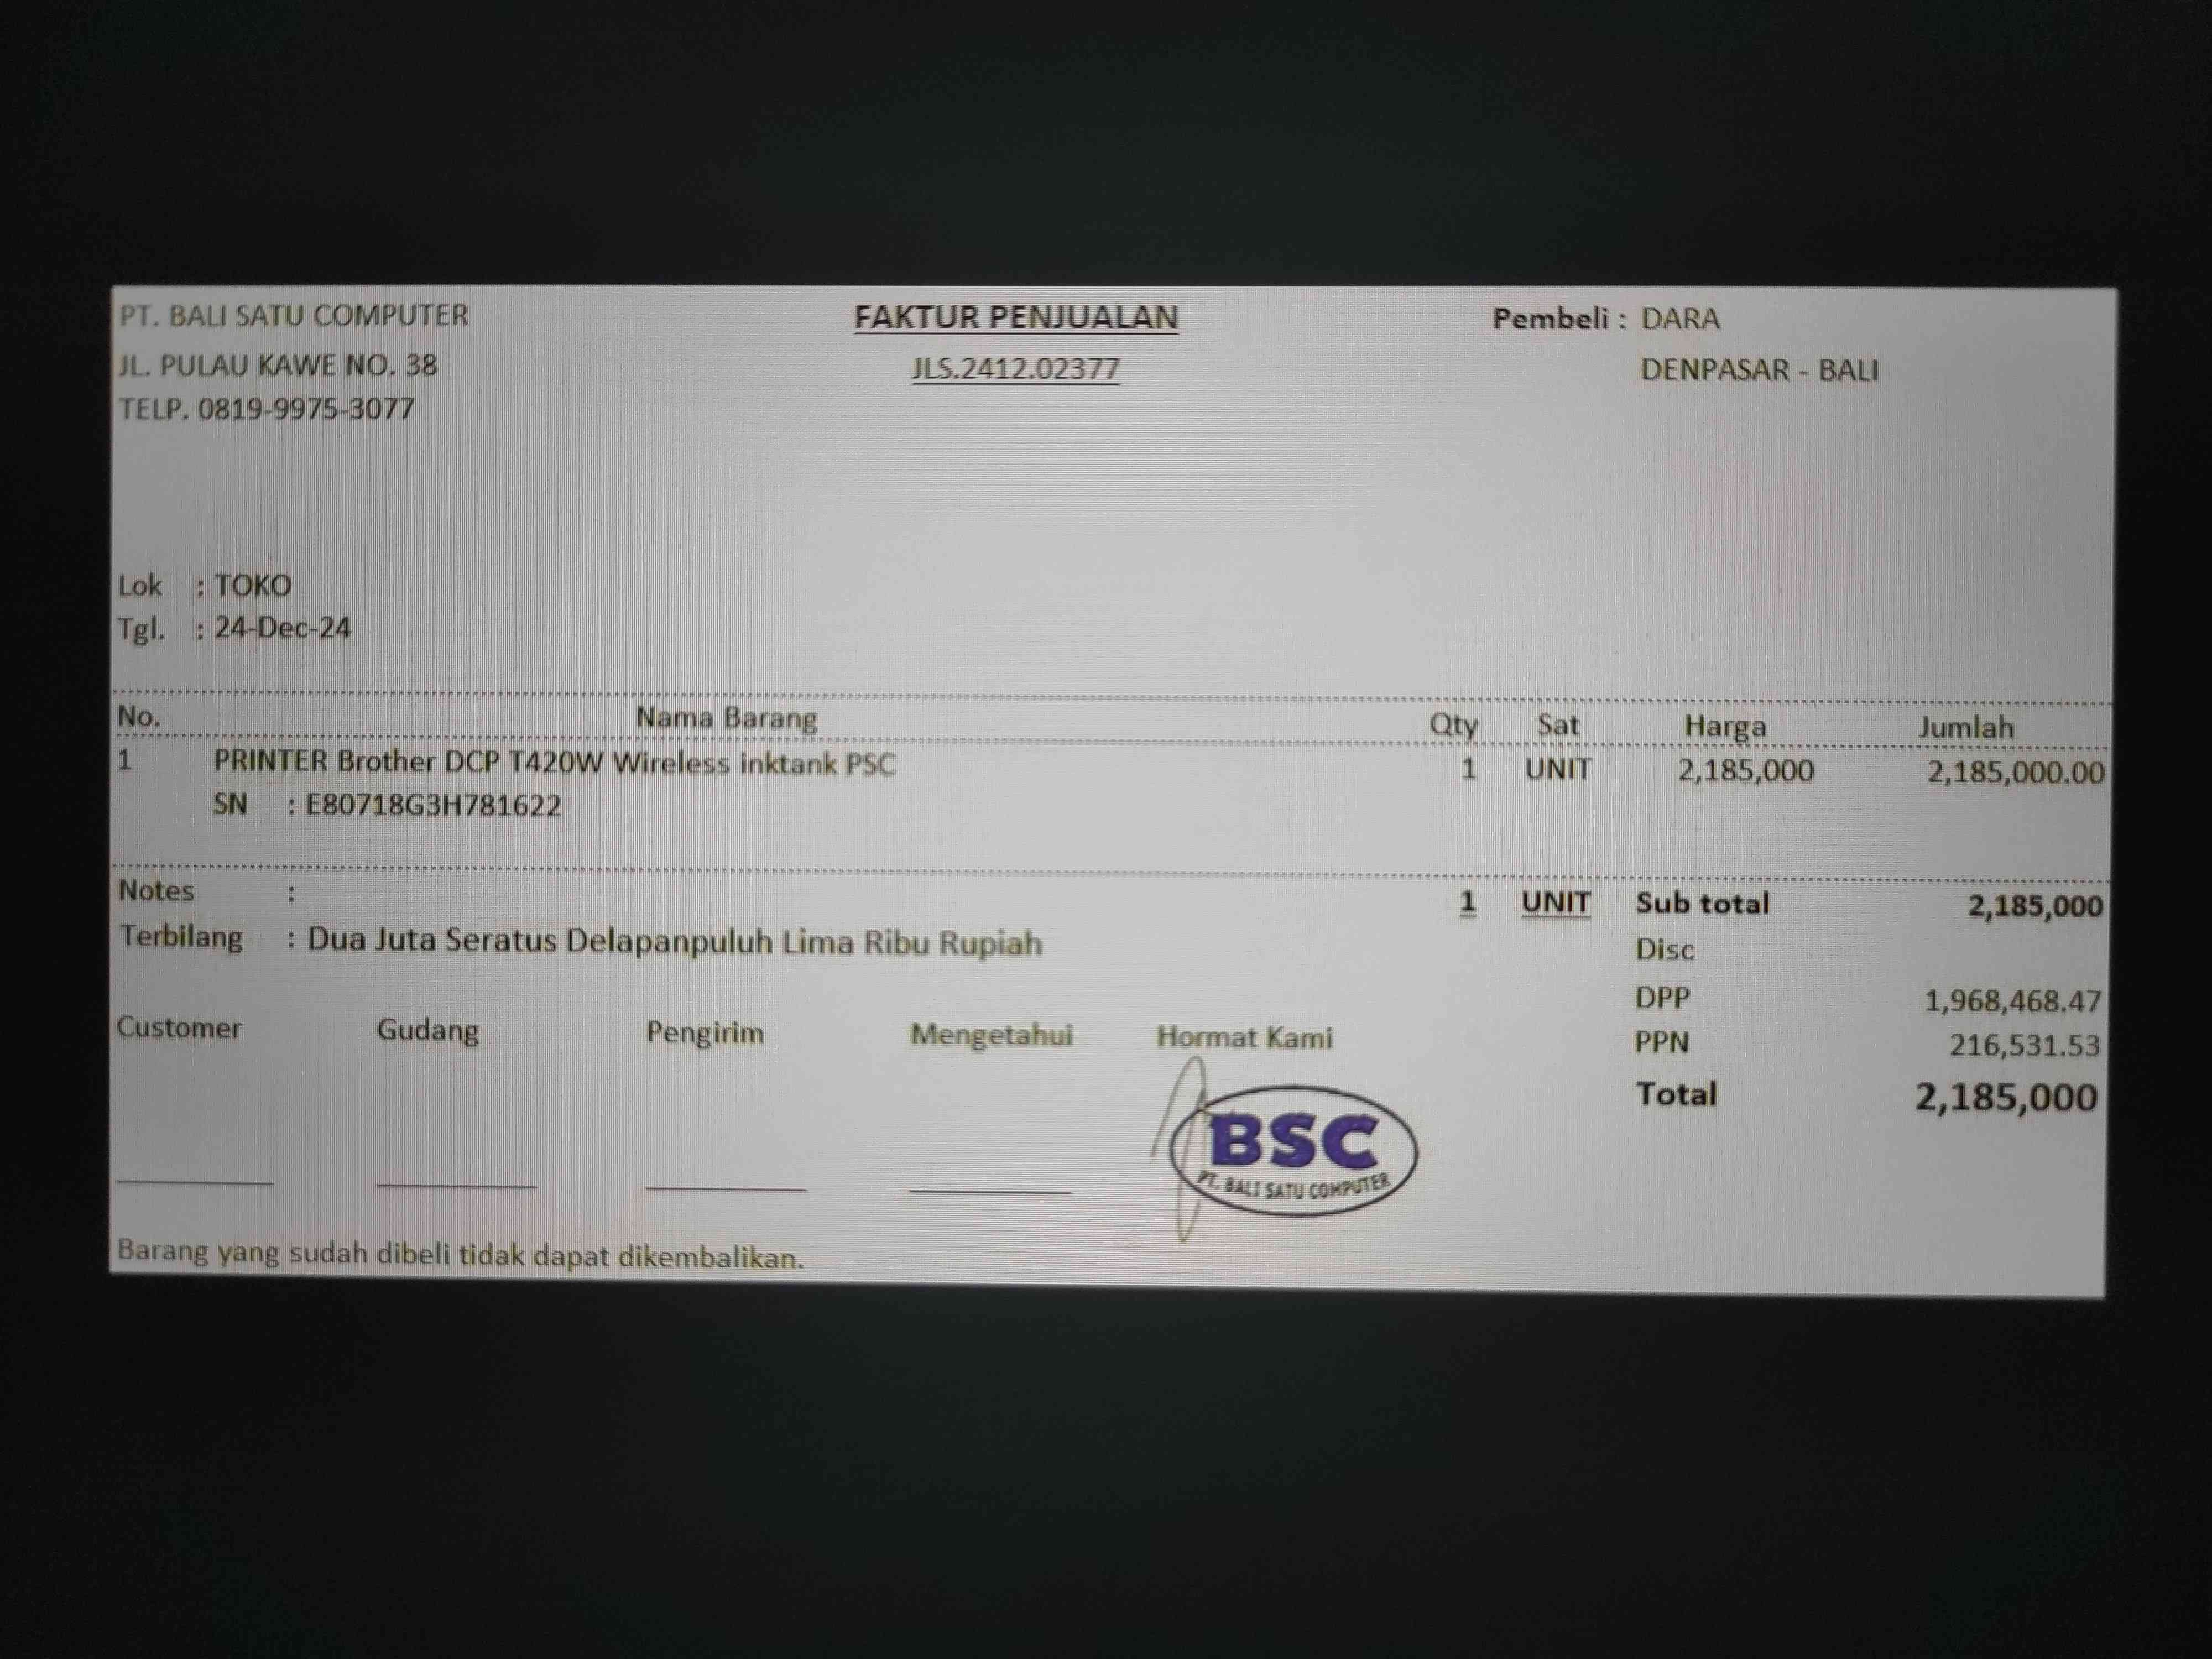 PT. BALI SATU COMPUTER
JL. PULAU KAWE NO. 38
TELP. 0819-9975-3077
FAKTUR PENJUALAN
JLS.2412.02377
Pembeli : DARA
DENPASAR - BALI
Lok : TOKO
Tgl. : 24-Dec-24
No. Nama Barang Qty Sat Harga Jumlah
1 PRINTER Brother DCP T420W Wireless inktank PSC 1 UNIT 2,185,000 2,185,000.00
SN : E80718G3H781622
Notes : 1 UNIT Sub total 2,185,000
Terbilang : Dua Juta Seratus Delapanpuluh Lima Ribu Rupiah
Disc
DPP 1,968,468.47
PPN 216,531.53
Total 2,185,000
Customer Gudang Pengirim Mengetahui Hormat Kami
BSC
PT. BALI SATU COMPUTER
Barang yang sudah dibeli tidak dapat dikembalikan.